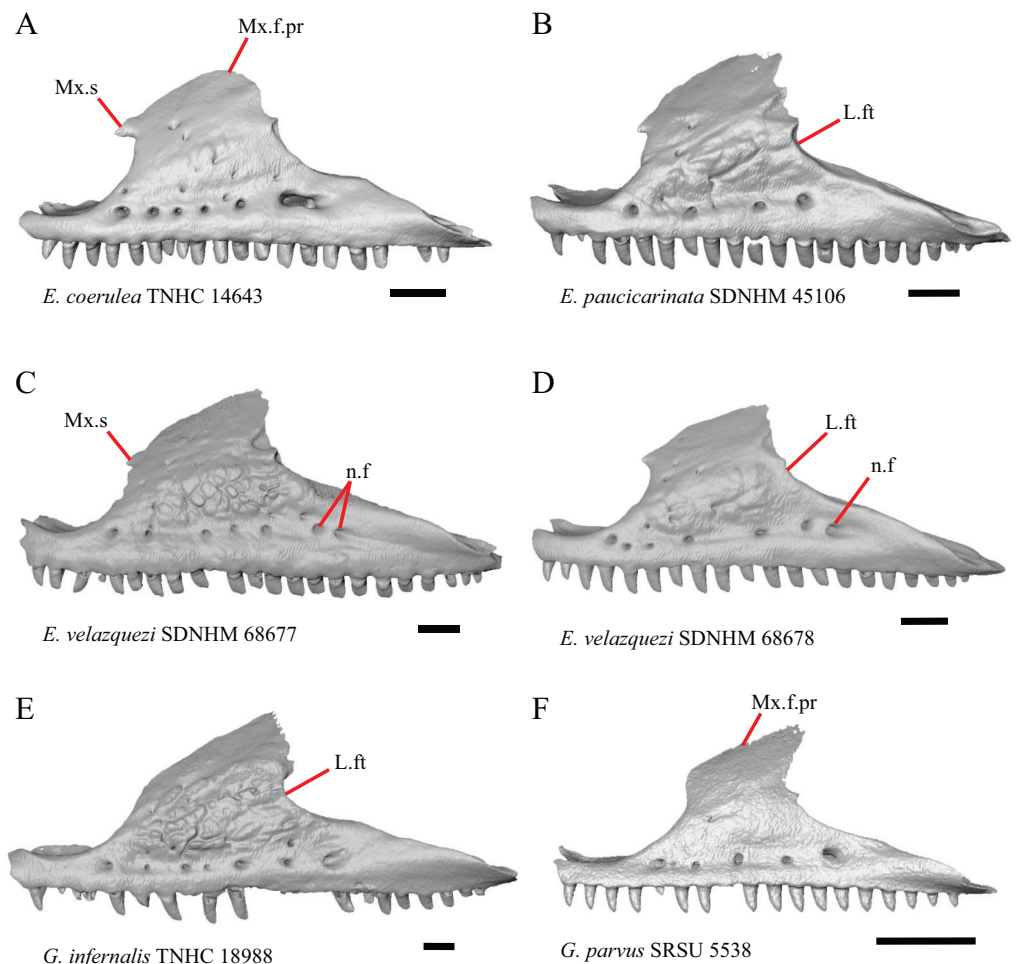 A
Mx.f.pr
Mx.s
E. coerulea TNHC 14643
B
L.ft
E. paucicarinata SDNHM 45106
C
Mx.s
n.f
E. velazquezi SDNHM 68677
D
L.ft
n.f
E. velazquezi SDNHM 68678
E
L.ft
G. infernalis TNHC 18988
F
Mx.f.pr
G. parvus SRSU 5538